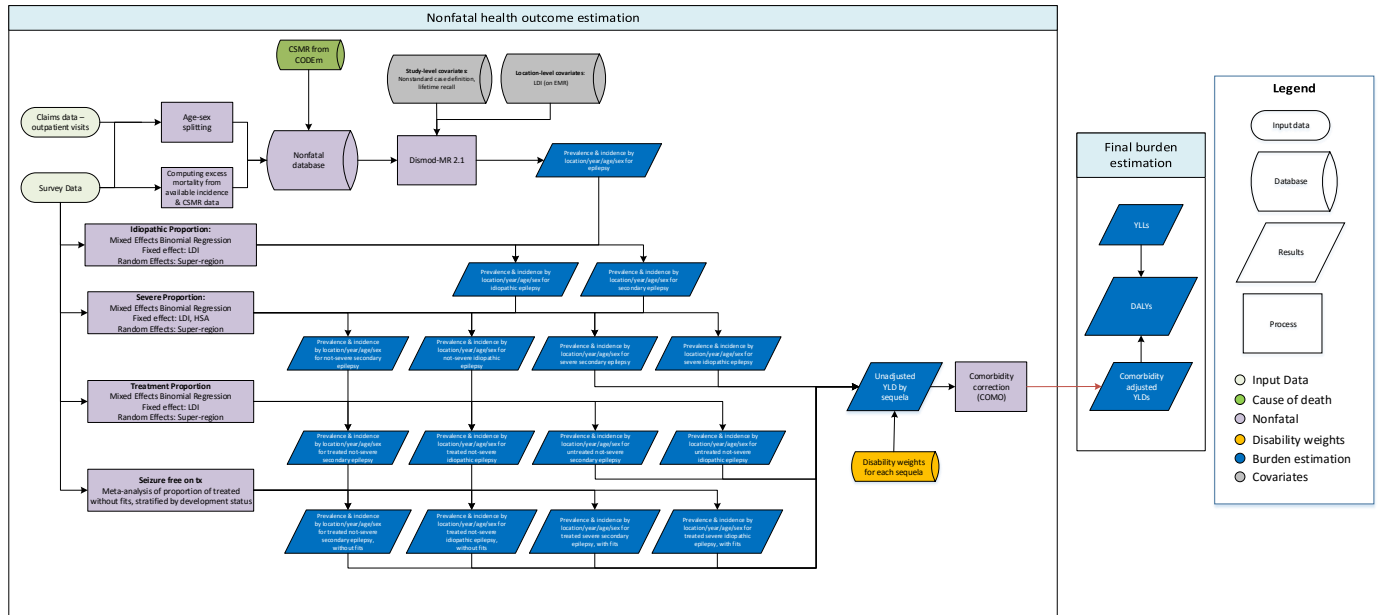 Nonfatal health outcome estimation
CSMR from
CODEm
Study-level covariates:
Nonstandard case definition,
lifetime recall
Location-level covariates:
LDI (on EMR)
Claims data –
outpatient visits
Age-sex
splitting
Nonfatal
database
Dismod-MR 2.1
Prevalence & incidence by
location/year/age/sex for
epilepsy
Survey Data
Computing excess
mortality from
available incidence
& CSMR data
Idiopathic Proportion:
Mixed Effects Binomial Regression
Fixed effect: LDI
Random Effects: Super-region
Prevalence & incidence by
location/year/age/sex for
idiopathic epilepsy
Prevalence & incidence by
location/year/age/sex for
secondary epilepsy
Severe Proportion:
Mixed Effects Binomial Regression
Fixed effect: LDI, HSA
Random Effects: Super-region
Prevalence & incidence
by location/year/age/sex
for not-severe secondary
epilepsy
Prevalence & incidence by
location/year/age/sex for
not-severe idiopathic
epilepsy
Prevalence & incidence by
location/year/age/sex for
severe secondary epilepsy
Prevalence & incidence by
location/year/age/sex for
severe idiopathic epilepsy
Treatment Proportion
Mixed Effects Binomial Regression
Fixed effect: LDI
Random Effects: Super-region
Prevalence & incidence
by location/year/age/sex
for treated not-severe
secondary epilepsy
Prevalence & incidence by
location/year/age/sex for
treated not-severe
idiopathic epilepsy
Prevalence & incidence by
location/year/age/sex for
untreated not-severe
secondary epilepsy
Prevalence & incidence by
location/year/age/sex for
untreated not-severe
idiopathic epilepsy
Seizure free on tx
Meta-analysis of proportion of treated
without fits, stratified by development status
Prevalence & incidence
by location/year/age/sex
for treated not-severe
secondary epilepsy,
without fits
Prevalence & incidence by
location/year/age/sex for
treated not-severe
idiopathic epilepsy,
without fits
Prevalence & incidence by
location/year/age/sex for
treated severe secondary
epilepsy, with fits
Prevalence & incidence by
location/year/age/sex for
treated severe idiopathic
epilepsy, with fits
Unadjusted
YLD by
sequela
Comorbidity
correction
(COMO)
Disability weights
for each sequela
Final burden
estimation
YLLs
DALYs
Comorbidity
adjusted
YLDs
Legend
Input data
Database
Results
Process
Input Data
Cause of death
Nonfatal
Disability weights
Burden estimation
Covariates